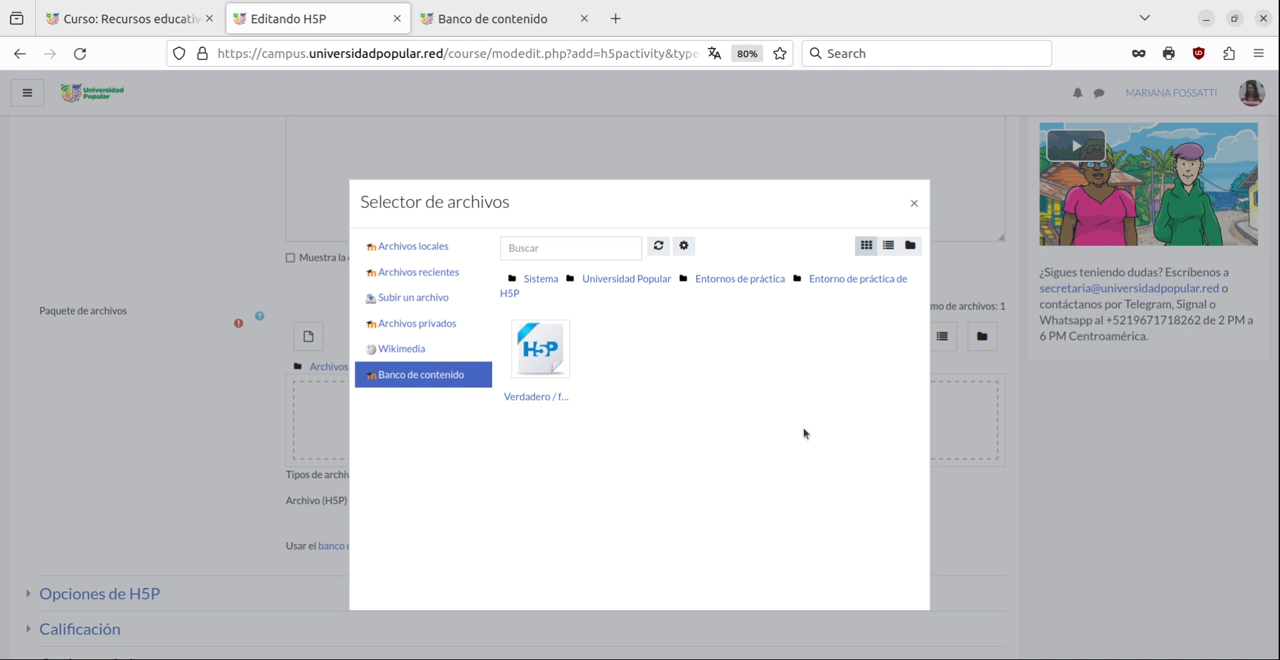 Curso: Recursos educativ
Editando H5P
Banco de contenido
https://campus.universidadpopular.red/course/modedit.php?add=h5pactivity&type
80%
Search
Universidad
Popular
MARIANA FOSSATTI
Selector de archivos
Archivos locales
Archivos recientes
Subir un archivo
Archivos privados
Wikimedia
Banco de contenido
Buscar
Sistema
Universidad Popular
Entornos de práctica
Entorno de práctica de
H5P
H5P
Verdadero / f...
Muestra la
Paquete de archivos
mo de archivos: 1
Archivos
Tipos de archiv
Archivo (H5P)
Usar el banco
Opciones de H5P
Calificación
¿Sigues teniendo dudas? Escríbenos a
secretaria@universidadpopular.red o
contáctanos por Telegram, Signal o
Whatsapp al +5219671718262 de 2 PM a
6 PM Centroamérica.